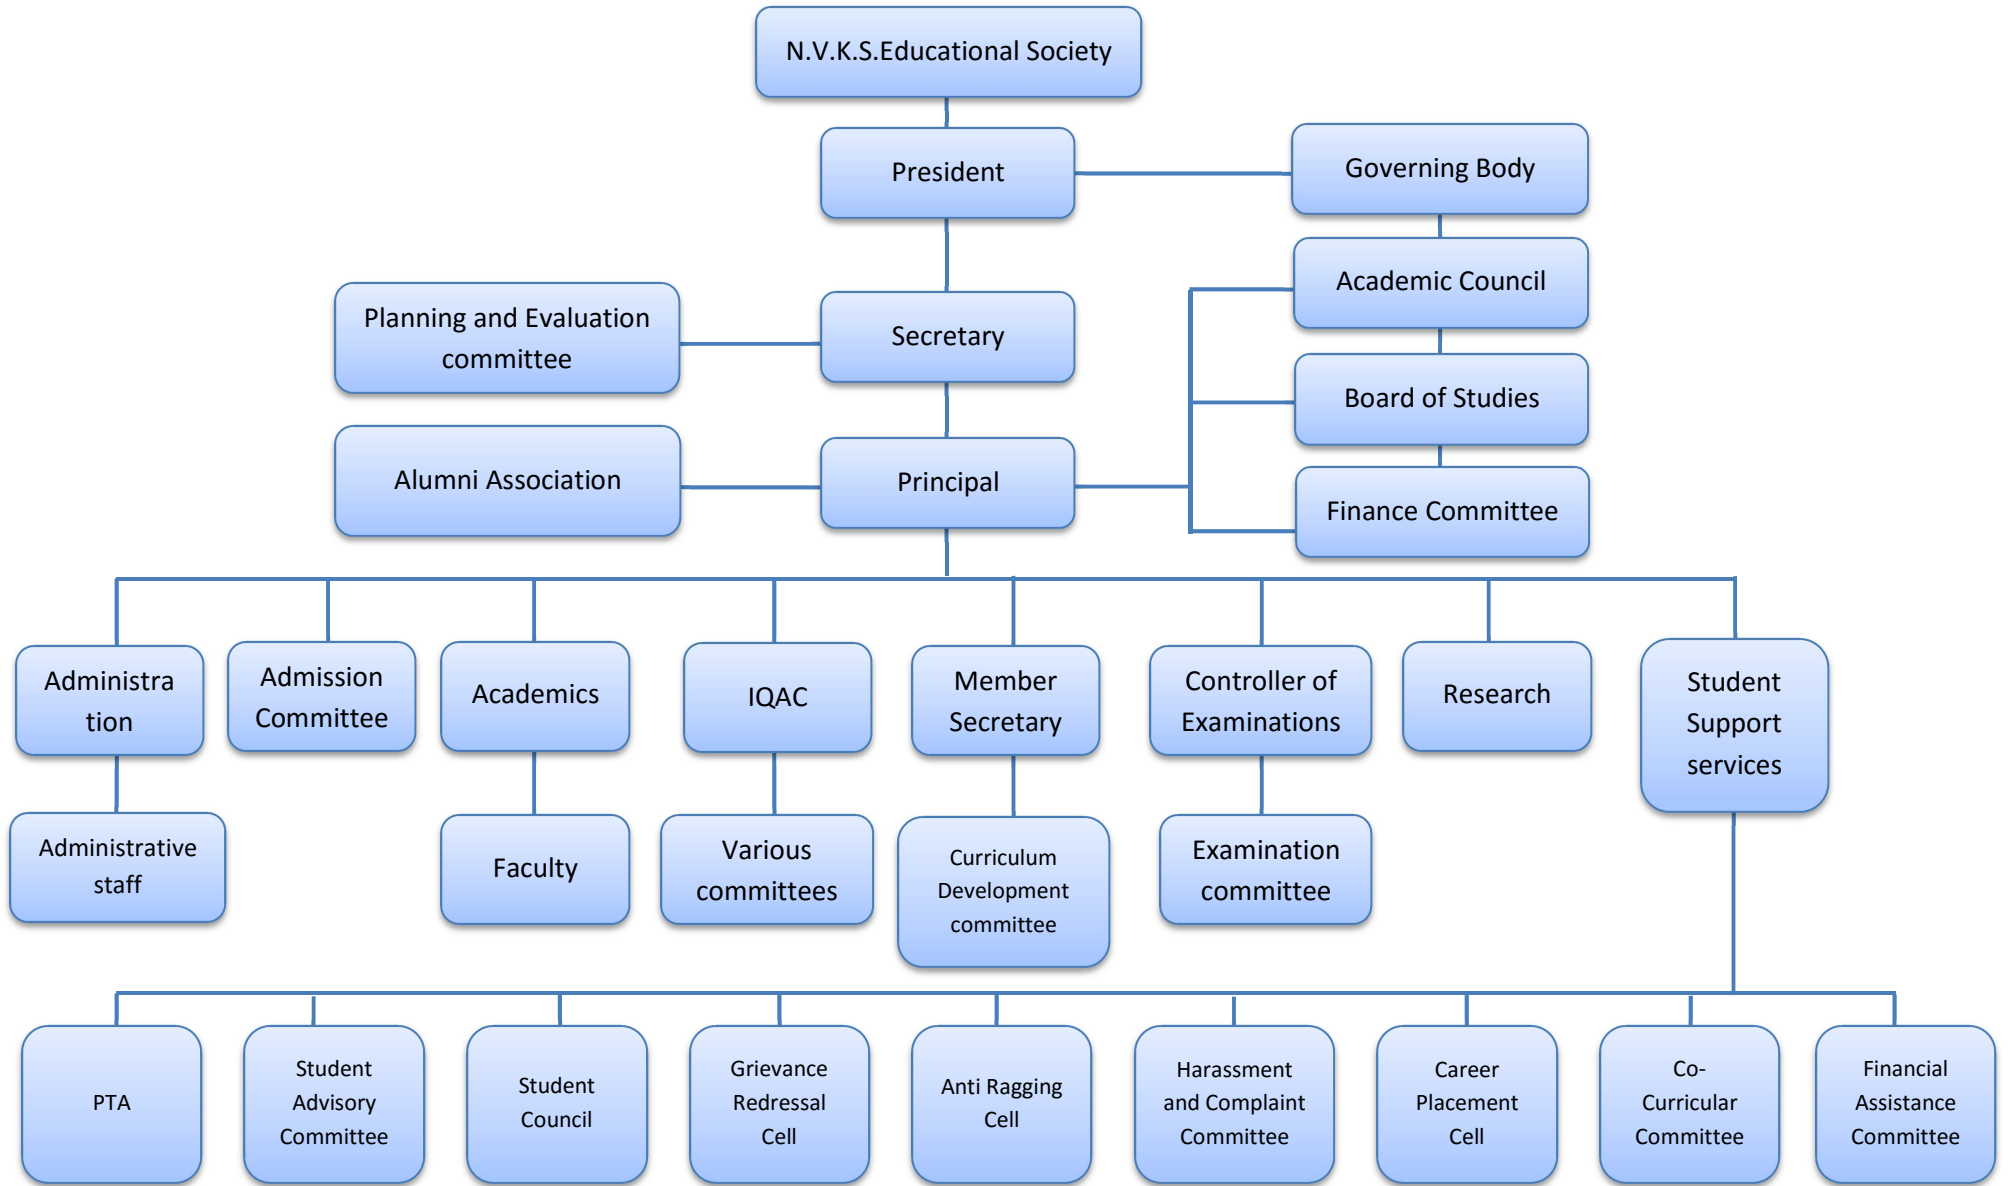 N.V.K.S.Educational Society
President
Governing Body
Academic Council
Planning and Evaluation
committee
Secretary
Board of Studies
Alumni Association
Principal
Finance Committee
Administra
tion
Admission
Committee
Academics
IQAC
Member
Secretary
Controller of
Examinations
Research
Student
Support
services
Administrative
staff
Faculty
Various
committees
Curriculum
Development
committee
Examination
committee
PTA
Student
Advisory
Committee
Student
Council
Grievance
Redressal
Cell
Anti Ragging
Cell
Harassment
and Complaint
Committee
Career
Placement
Cell
Co-
Curricular
Committee
Financial
Assistance
Committee